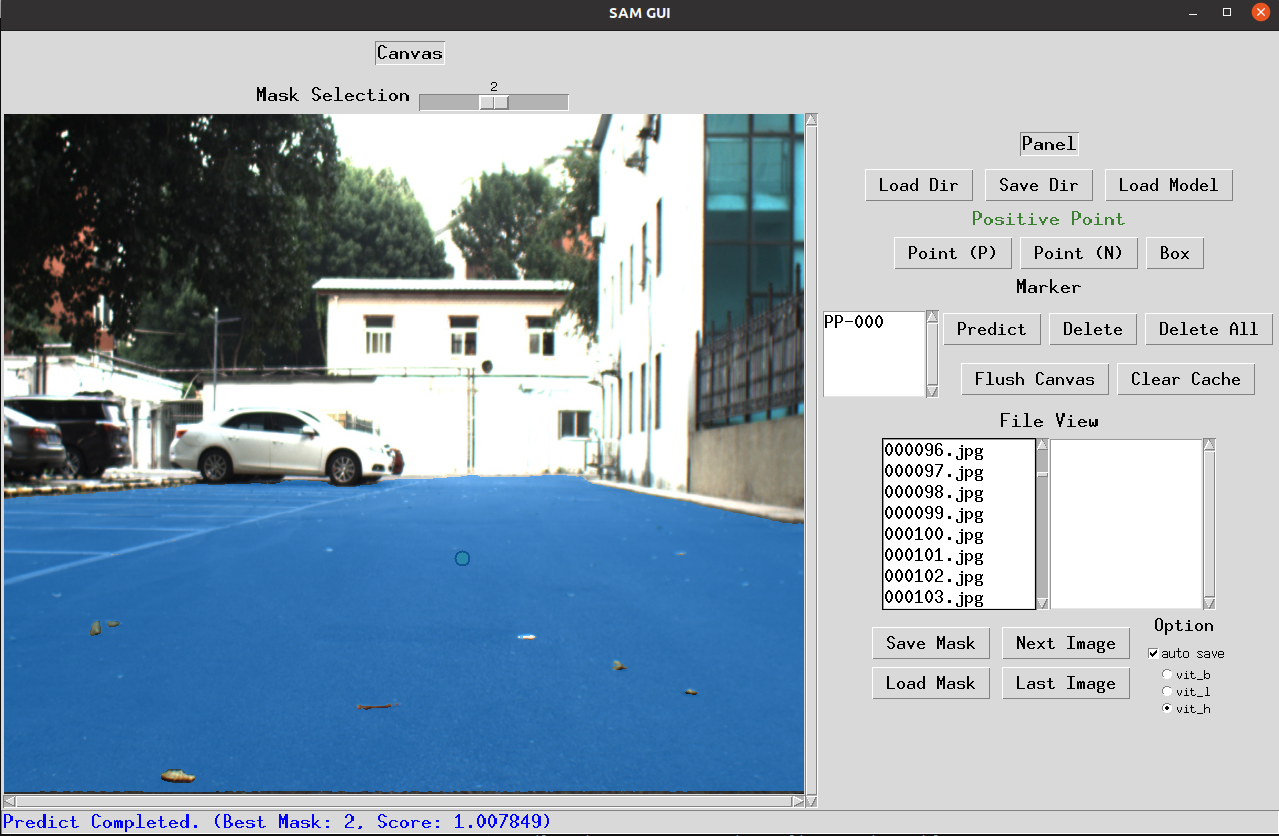 SAM GUI
Canvas
Mask Selection
2
Panel
Load Dir Save Dir Load Model
Positive Point
Point (P) Point (N) Box
Marker
PP-000
Predict Delete Delete All
Flush Canvas Clear Cache
File View
000096.jpg
000097.jpg
000098.jpg
000099.jpg
000100.jpg
000101.jpg
000102.jpg
000103.jpg
Save Mask Next Image
Load Mask Last Image
Option
auto save
vit_b
vit_l
vit_h
Predict Completed. (Best Mask: 2, Score: 1.007849)